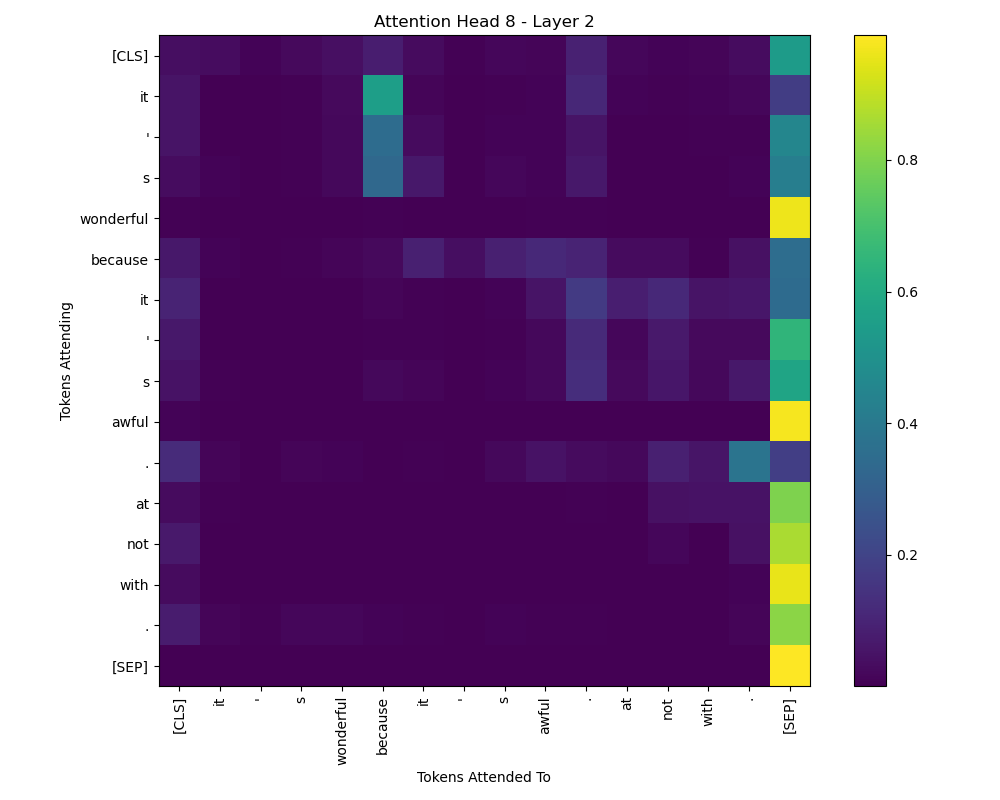 Attention Head 8 - Layer 2
Tokens Attending
[CLS]
it
'
s
wonderful
because
it
'
s
awful
.
at
not
with
.
[SEP]
[CLS]
it
'
s
wonderful
because
it
'
s
awful
.
at
not
with
.
[SEP]
Tokens Attended To
0.8
0.6
0.4
0.2